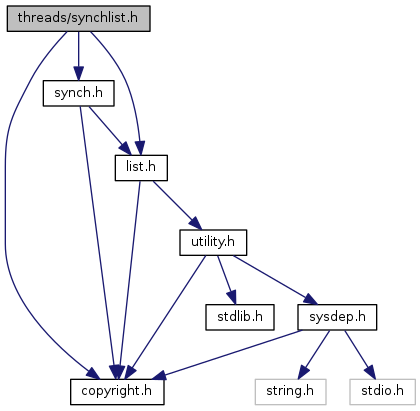 threads/synchlist.h
synch.h
list.h
utility.h
stdlib.h
sysdep.h
copyright.h
string.h
stdio.h